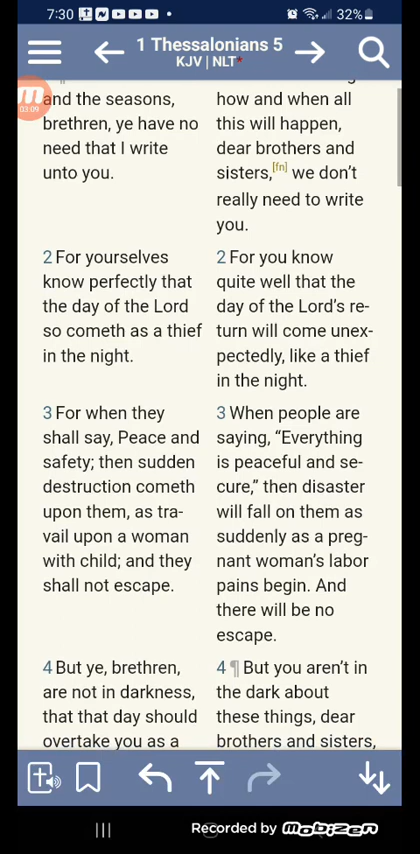 7:30
32%
1 Thessalonians 5
KJV | NLT*
03:09
and the seasons,
brethren, ye have no
need that I write
unto you.
how and when all
this will happen,
dear brothers and
sisters,[fn] we don't
really need to write
you.
2 For yourselves
know perfectly that
the day of the Lord
so cometh as a thief
in the night.
2 For you know
quite well that the
day of the Lord's re-
turn will come unex-
pectedly, like a thief
in the night.
3 For when they
shall say, Peace and
safety; then sudden
destruction cometh
upon them, as tra-
vail upon a woman
with child; and they
shall not escape.
3 When people are
saying, “Everything
is peaceful and se-
cure,” then disaster
will fall on them as
suddenly as a preg-
nant woman's labor
pains begin. And
there will be no
escape.
4 But ye, brethren,
are not in darkness,
that that day should
overtake you as a
4 ¶ But you aren't in
the dark about
these things, dear
brothers and sisters,
Recorded by mobizen